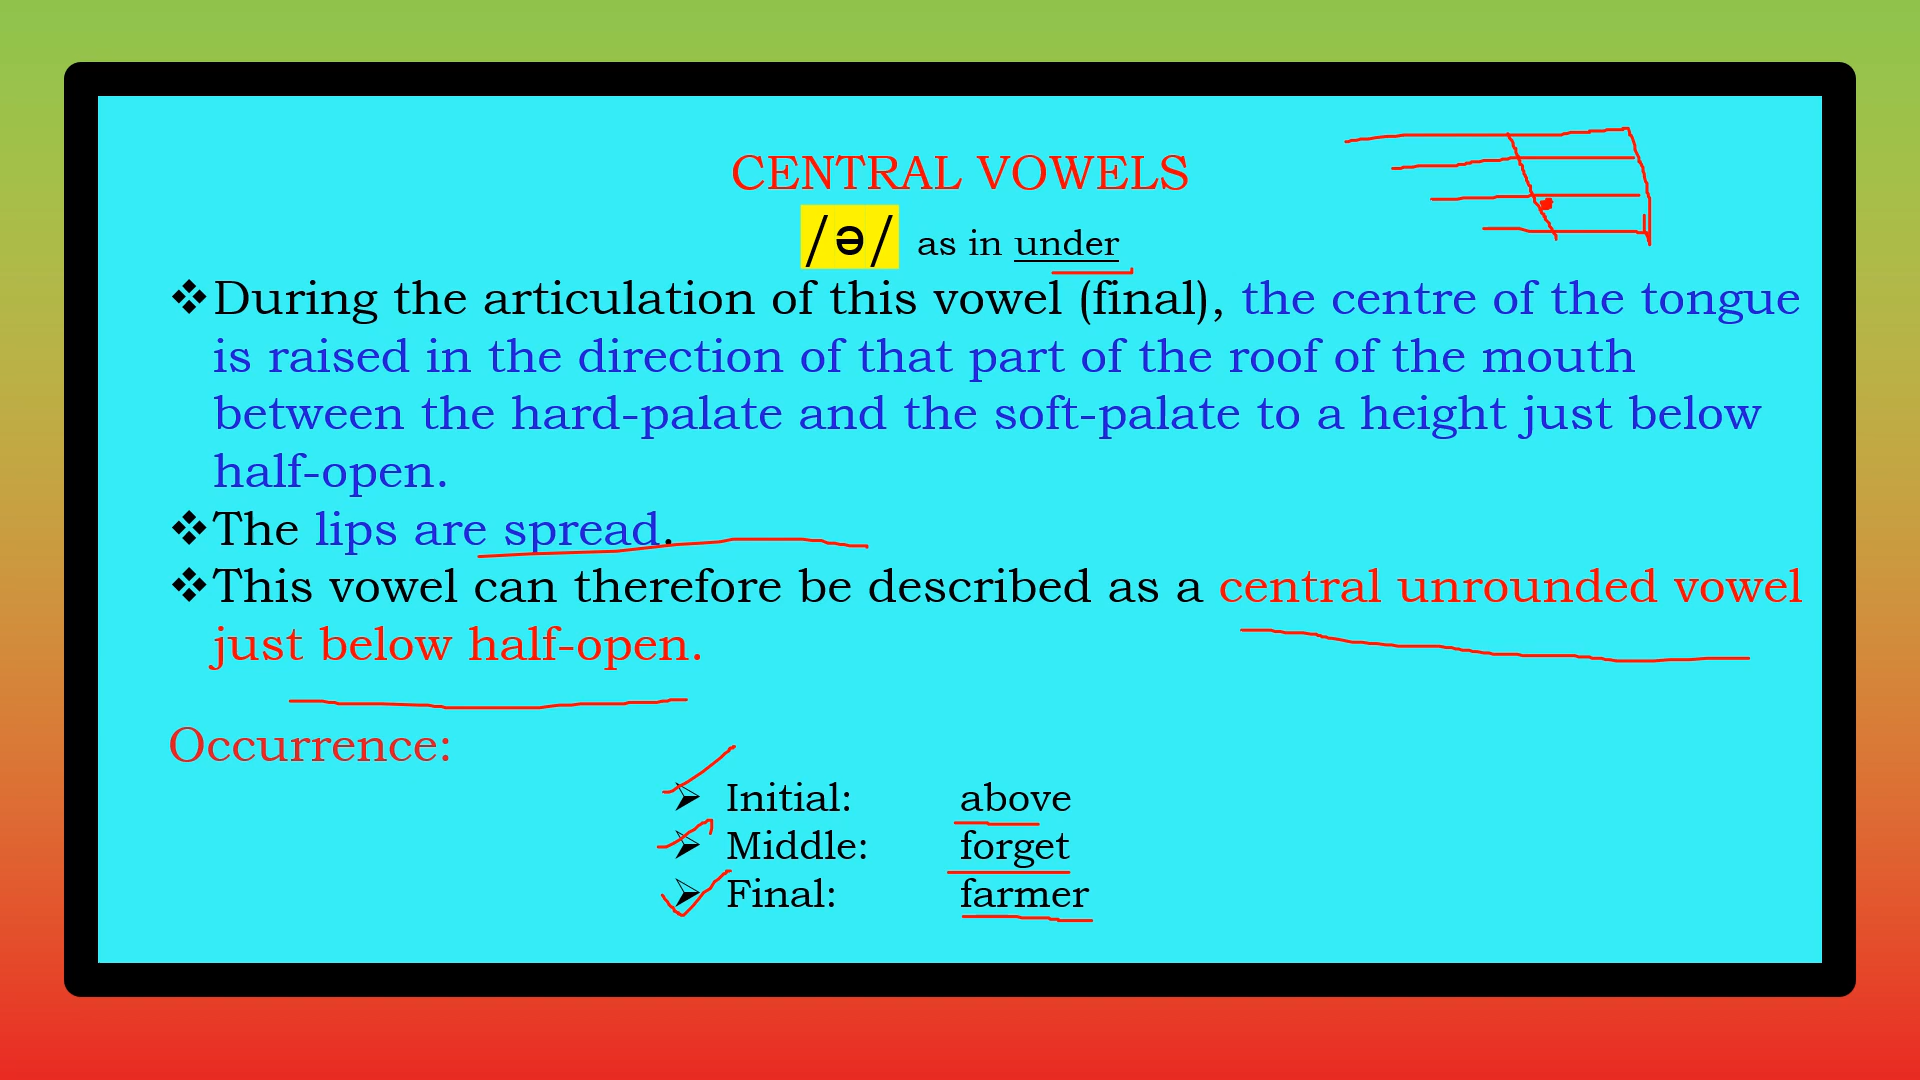 CENTRAL VOWELS
/ə/ as in under
❖During the articulation of this vowel (final), the centre of the tongue
is raised in the direction of that part of the roof of the mouth
between the hard-palate and the soft-palate to a height just below
half-open.
❖The lips are spread.
❖This vowel can therefore be described as a central unrounded vowel
just below half-open.
Occurrence:
➢ Initial: above
➢ Middle: forget
➢ Final: farmer